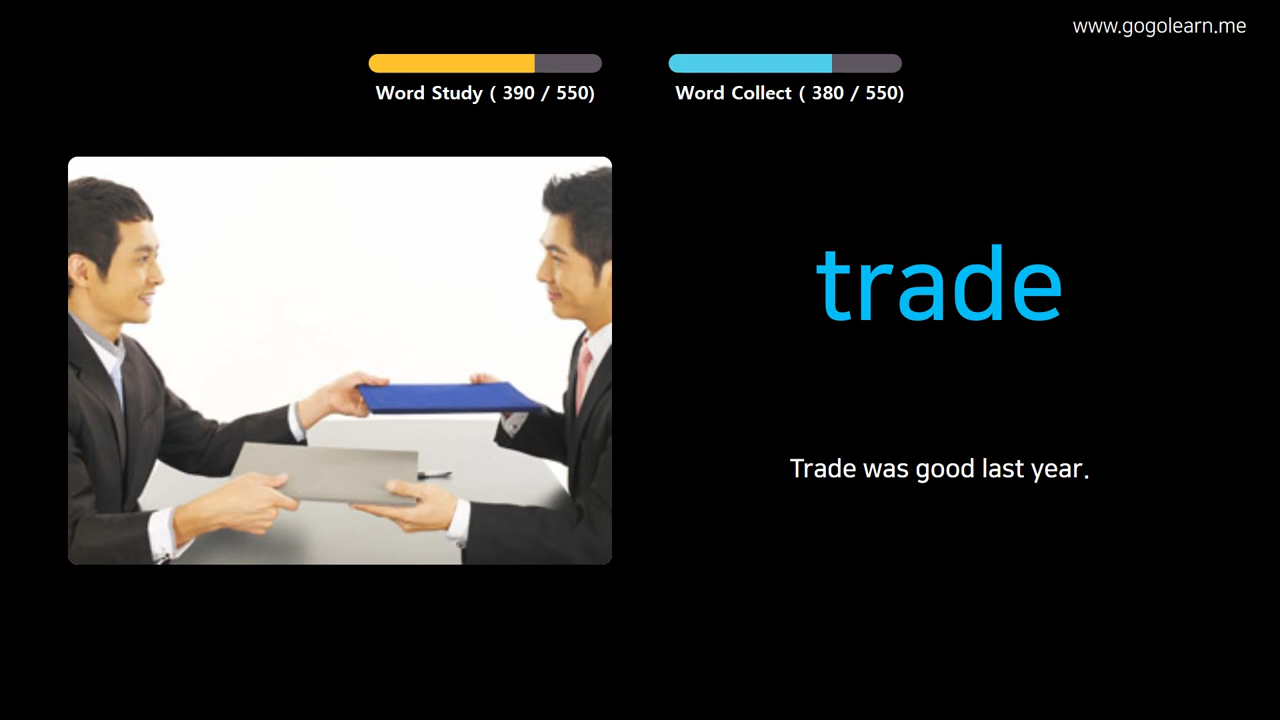 www.gogolearn.me
Word Study ( 390 / 550)
Word Collect ( 380 / 550)
trade
Trade was good last year.